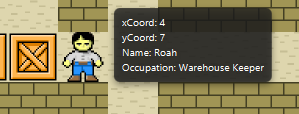 xCoord: 4
yCoord: 7
Name: Roah
Occupation: Warehouse Keeper